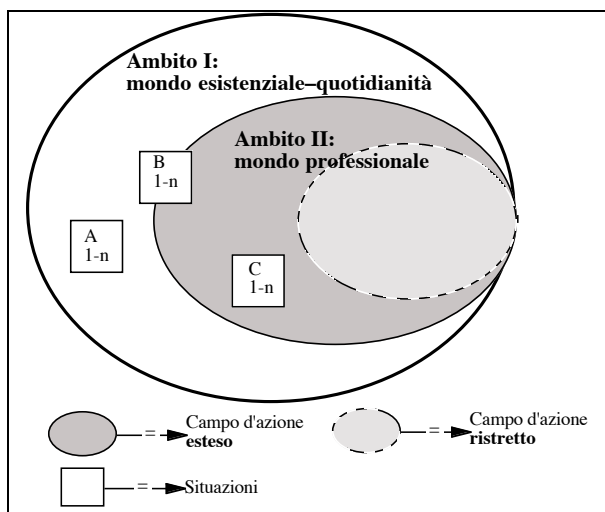 Ambito I:
mondo esistenziale–quotidianità
Ambito II:
mondo professionale
B
1-n
A
1-n
C
1-n
= Campo d'azione
esteso
= Campo d'azione
ristretto
= Situazioni